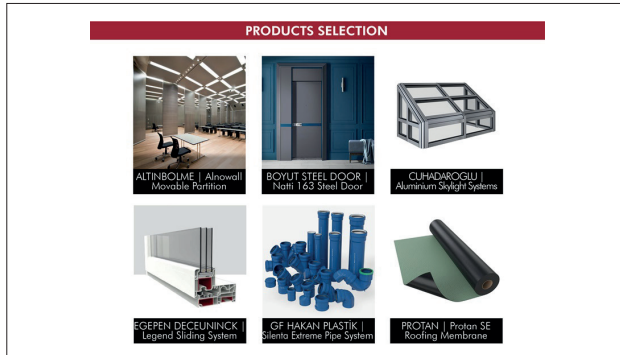 PRODUCTS SELECTION
ALTINBOLME | Alnowall
Movable Partition
BOYUT STEEL DOOR |
Natti 163 Steel Door
CUHADAROGLU |
Aluminium Skylight Systems
EGEPEN DECEUNINCK |
Legend Sliding System
GF HAKAN PLASTİK |
Silenta Extreme Pipe System
PROTAN | Protan SE
Roofing Membrane